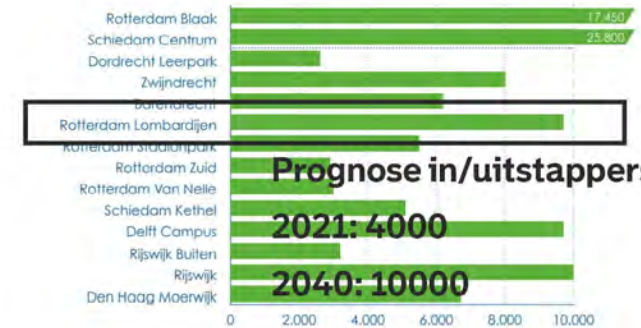 Rotterdam Blaak 17.450
Schiedam Centrum 25.800
Dordrecht Leerpark
Zwijndrecht
Barendrecht
Rotterdam Lombardijen
Rotterdam Stadionpark
Rotterdam Zuid
Rotterdam Van Nelle
Schiedam Kethel
Delft Campus
Rijswijk Buiten
Rijswijk
Den Haag Moerwijk
0 2.000 4.000 6.000 8.000 10.000
Prognose in/uitstappers
2021: 4000
2040: 10000